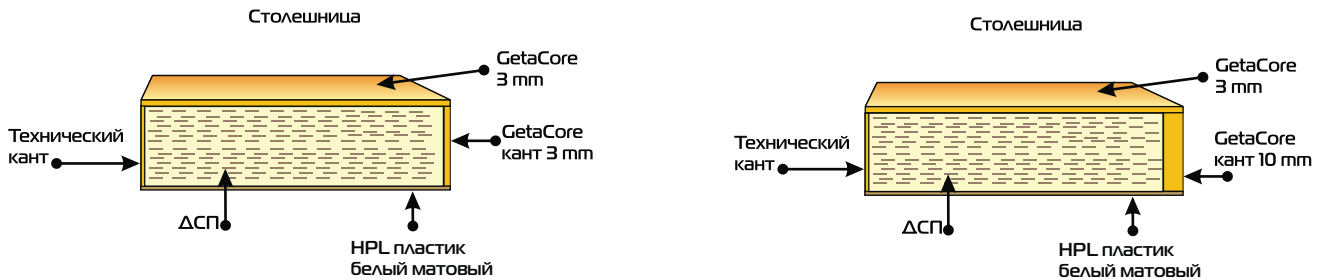 Столешница
GetaCore
3 mm
Технический
кант
GetaCore
кант 3 mm
ДСП
HPL пластик
белый матовый
Столешница
GetaCore
3 mm
Технический
кант
GetaCore
кант 10 mm
ДСП
HPL пластик
белый матовый